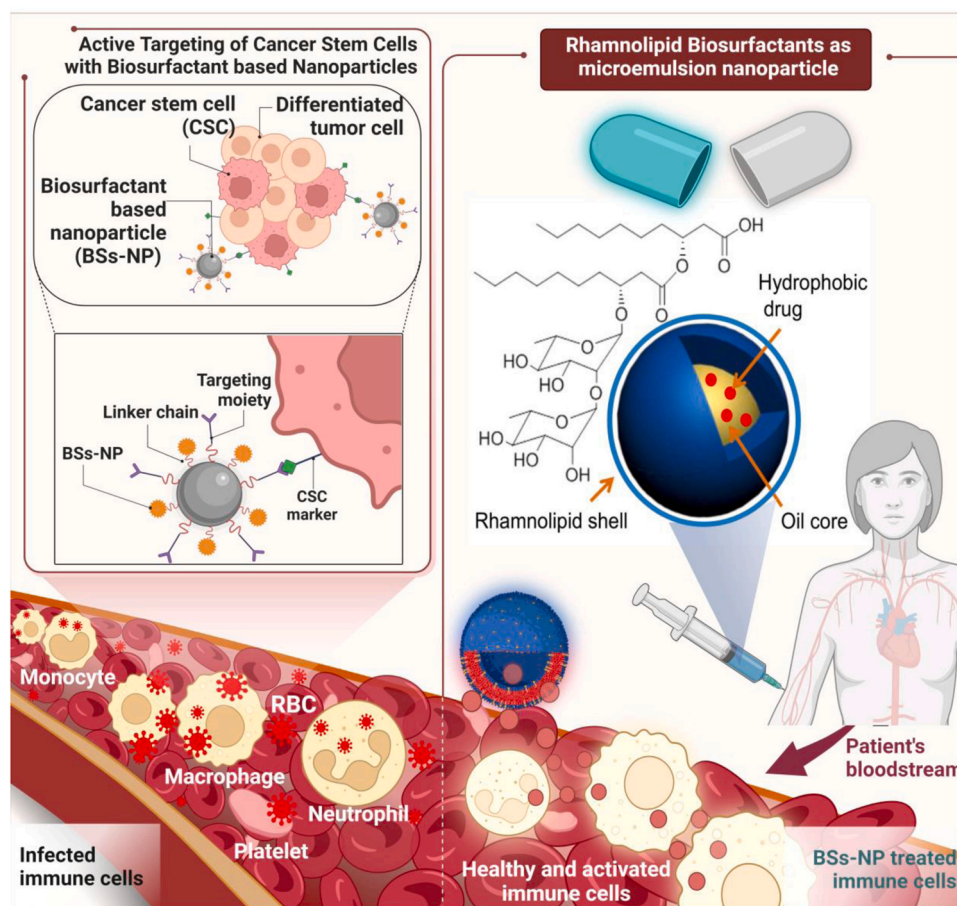 Active Targeting of Cancer Stem Cells
with Biosurfactant based Nanoparticles
Cancer stem cell
(CSC)
Differentiated
tumor cell
Biosurfactant
based
nanoparticle
(BSs-NP)
Targeting
moiety
Linker chain
BSs-NP
CSC
marker
Rhamnolipid Biosurfactants as
microemulsion nanoparticle
OH
O
O
O
O
O
O
HO
HO
O
O
HO
HO
OH
Hydrophobic
drug
Rhamnolipid shell
Oil core
Monocyte
RBC
Macrophage
Neutrophil
Platelet
Infected
immune cells
Healthy and activated
immune cells
Patient's
bloodstream
BSs-NP treated
immune cells